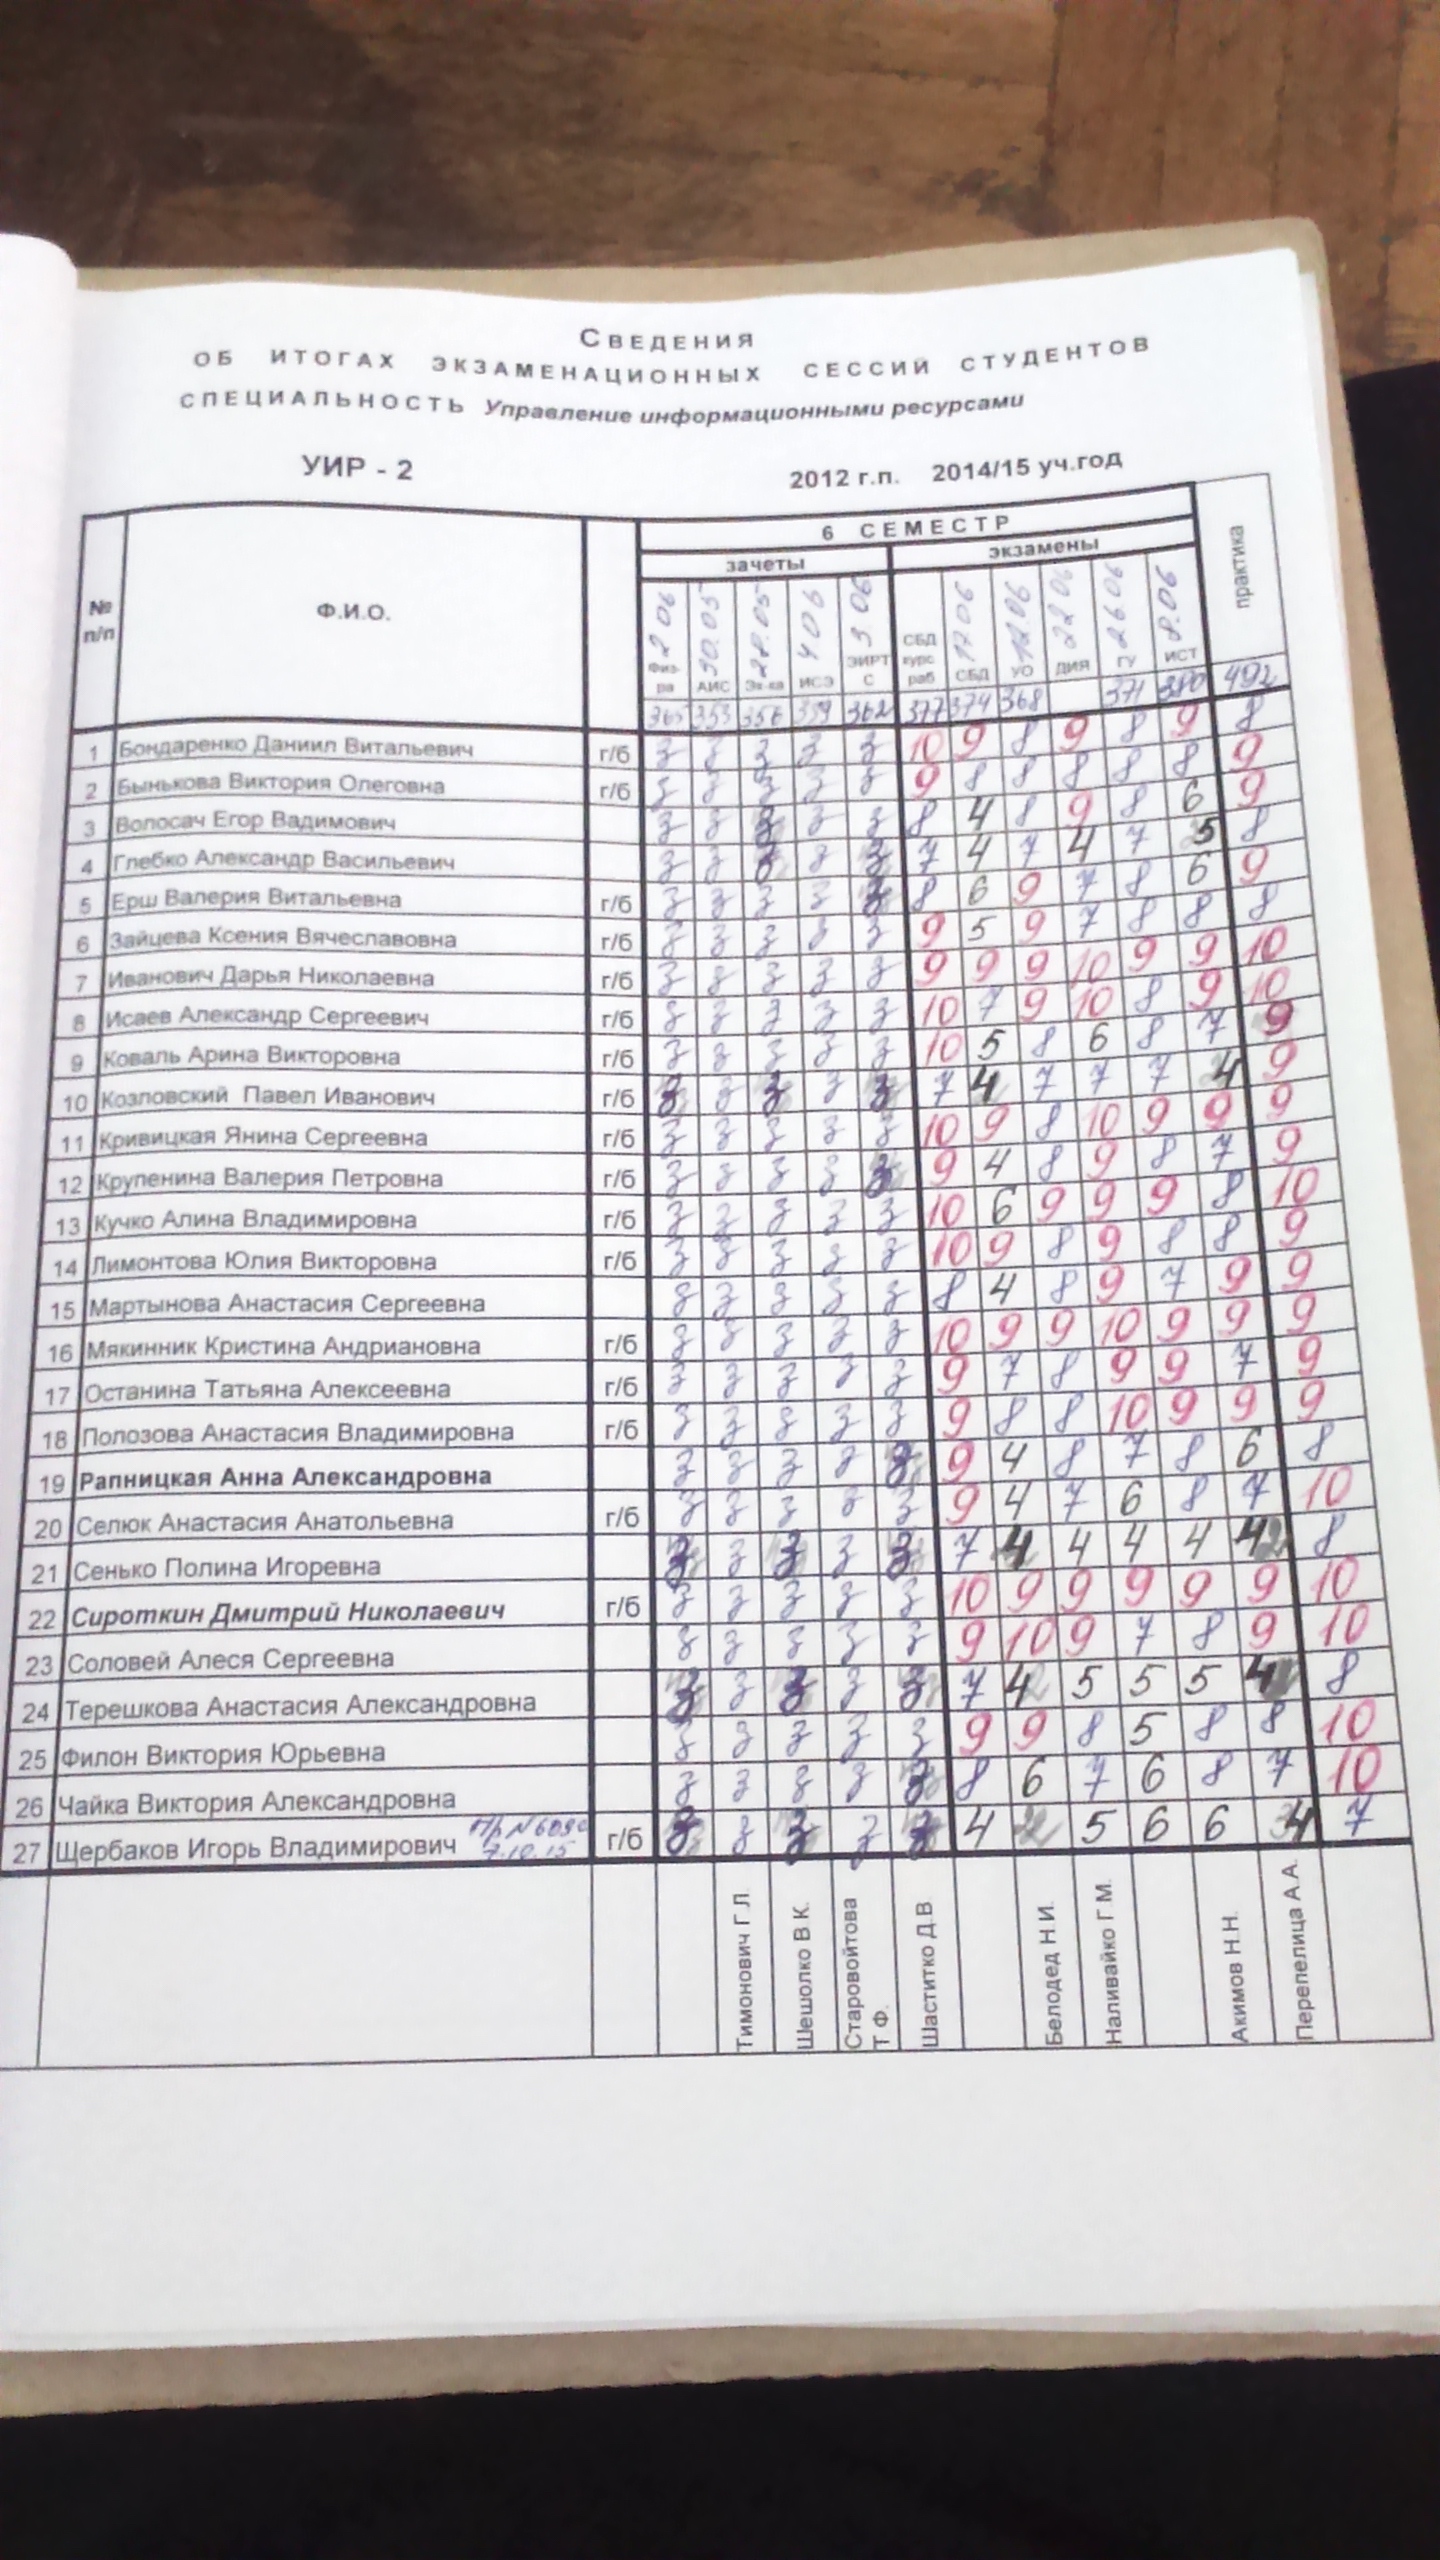 СВЕДЕНИЯ
ОБ ИТОГАХ ЭКЗАМЕНАЦИОННЫХ СЕССИЙ СТУДЕНТОВ
СПЕЦИАЛЬНОСТЬ Управление информационными ресурсами
УИР - 2 2012 г.п. 2014/15 уч.год
6 СЕМЕСТР
зачеты экзамены практика
№ п/п Ф.И.О.
2.06 30.05 28.05 4 06 3.06 17.06 12.06 22 06 26.06 8.06
Физ-ра АИС Эк-ка ИСЭ ЭИРТС СБД курс раб СБД УО ДИЯ ГУ ИСТ
365 353 356 359 362 377 374 368 371 380 492
1 Бондаренко Даниил Витальевич г/б з з з з з 10 9 8 9 8 9 8
2 Бынькова Виктория Олеговна г/б з з з з з 9 8 8 8 8 8 9
3 Волосач Егор Вадимович з з з з з 8 4 8 9 8 6 9
4 Глебко Александр Васильевич з з з з з 7 4 7 4 7 5 8
5 Ерш Валерия Витальевна г/б з з з з з 8 6 9 7 8 6 9
6 Зайцева Ксения Вячеславовна г/б з з з з з 9 5 9 7 8 8 8
7 Иванович Дарья Николаевна г/б з з з з з 9 9 9 10 9 9 10
8 Исаев Александр Сергеевич г/б з з з з з 10 7 9 10 8 9 10
9 Коваль Арина Викторовна г/б з з з з з 10 5 8 6 8 7 9
10 Козловский Павел Иванович г/б з з з з з 7 4 7 7 7 4 9
11 Кривицкая Янина Сергеевна г/б з з з з з 10 9 8 10 9 9 9
12 Крупенина Валерия Петровна г/б з з з з з 9 4 8 9 8 7 9
13 Кучко Алина Владимировна г/б з з з з з 10 6 9 9 9 8 10
14 Лимонтова Юлия Викторовна г/б з з з з з 10 9 8 9 8 8 9
15 Мартынова Анастасия Сергеевна з з з з з 8 4 8 9 7 9 9
16 Мякинник Кристина Андриановна г/б з з з з з 10 9 9 10 9 9 9
17 Останина Татьяна Алексеевна г/б з з з з з 9 7 8 9 9 7 9
18 Полозова Анастасия Владимировна г/б з з з з з 9 8 8 10 9 9 9
19 Рапницкая Анна Александровна з з з з з 9 4 8 7 8 6 8
20 Селюк Анастасия Анатольевна г/б з з з з з 9 4 7 6 8 7 10
21 Сенько Полина Игоревна з з з з з 7 4 4 4 4 4 8
22 Сироткин Дмитрий Николаевич г/б з з з з з 10 9 9 9 9 9 10
23 Соловей Алеся Сергеевна з з з з з 9 10 9 7 8 9 10
24 Терешкова Анастасия Александровна з з з з з 7 4 5 5 5 4 8
25 Филон Виктория Юрьевна з з з з з 9 9 8 5 8 8 10
26 Чайка Виктория Александровна з з з з з 8 6 7 6 8 7 10
27 Щербаков Игорь Владимирович 7.10.15 г/б з з з з з 4 2 5 6 6 4 7
Тимонович Г.Л. Шешолко В.К. Старовойтова Т.Ф. Шаститко Д.В Белодед Н.И. Наливайко Г.М. Акимов Н.Н. Перепелица А.А.